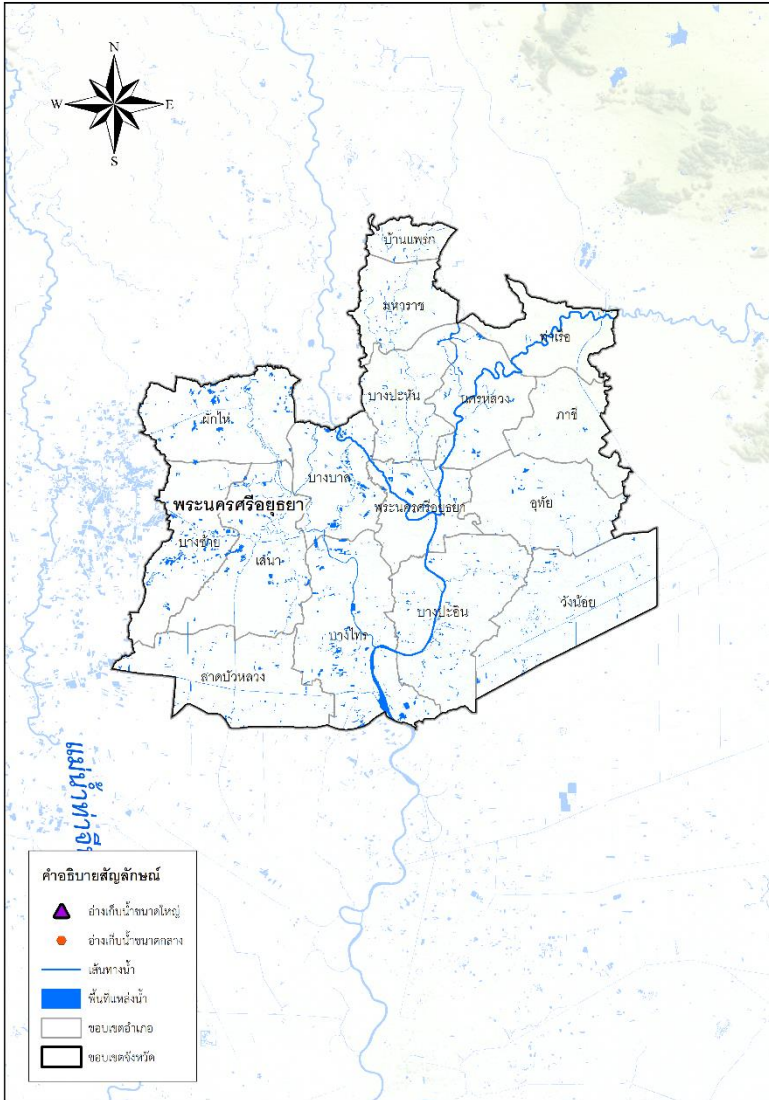 N
W E
S
บ้านแพรก
มหาราช
ท่าเรือ
บางปะหัน
นครหลวง
ภาชี
ผักไห่
บางบาล
พระนครศรีอยุธยา
พระนครศรีอยุธยา
อุทัย
บางซ้าย
เสนา
วังน้อย
บางปะอิน
บางไทร
ลาดบัวหลวง
แม่น้ำท่าจีน
คำอธิบายสัญลักษณ์
อ่างเก็บน้ำขนาดใหญ่
อ่างเก็บน้ำขนาดกลาง
เส้นทางน้ำ
พื้นที่แหล่งน้ำ
ขอบเขตอำเภอ
ขอบเขตจังหวัด